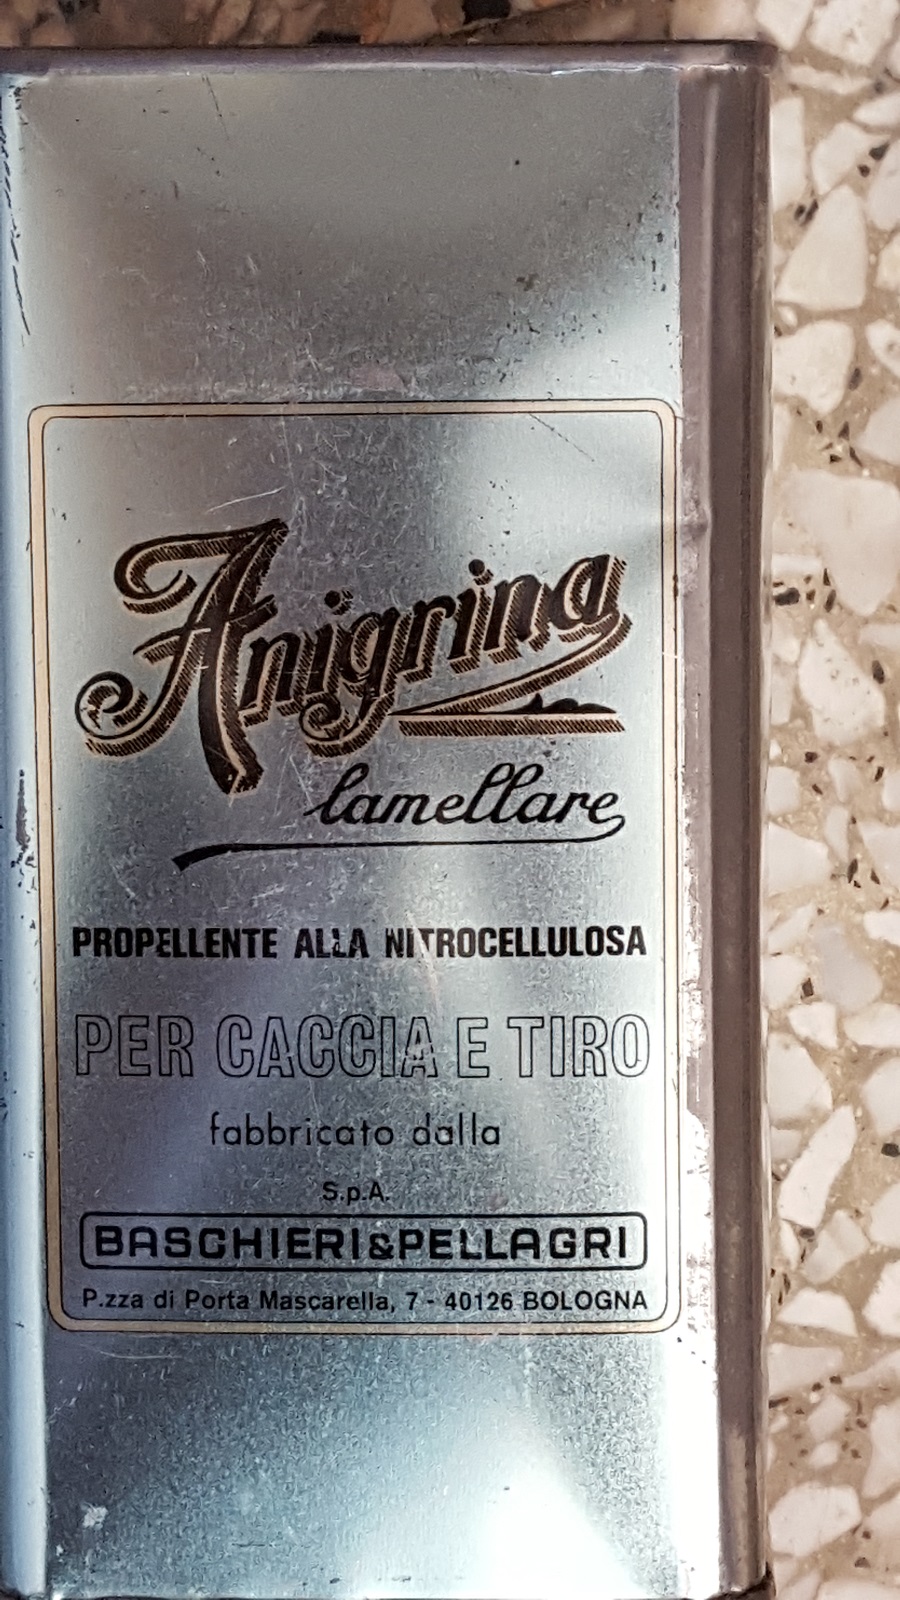 Anigrina
lamellare
PROPELLENTE ALLA NITROCELLULOSA
PER CACCIA E TIRO
fabbricato dalla
S.p.A.
BASCHIERI&PELLAGRI
P.zza di Porta Mascarella, 7 - 40126 BOLOGNA